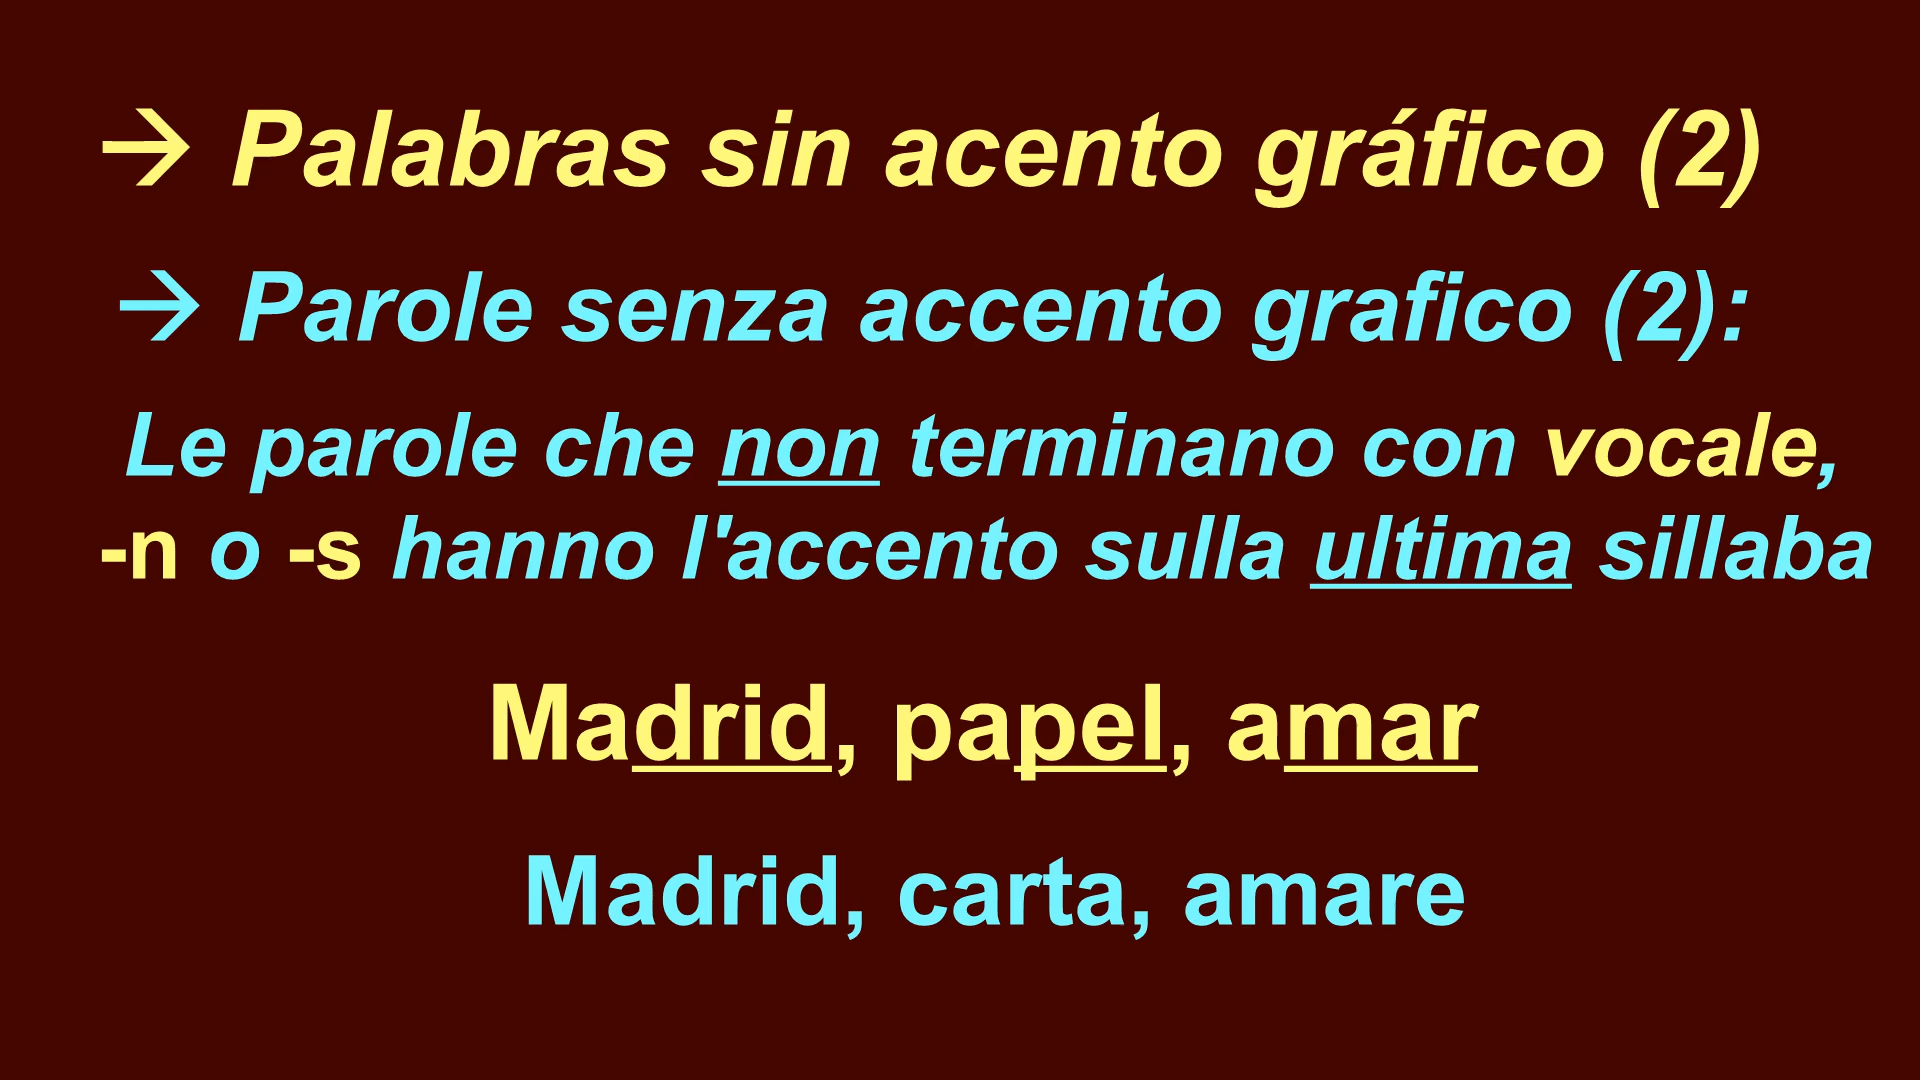 → Palabras sin acento gráfico (2)
→ Parole senza accento grafico (2):
Le parole che non terminano con vocale,
-n o -s hanno l'accento sulla ultima sillaba
Madrid, papel, amar
Madrid, carta, amare